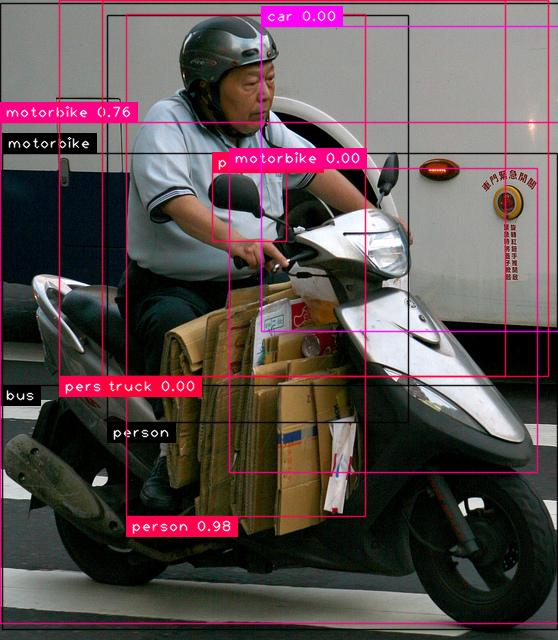 car 0.00
motorbike 0.76
motorbike
p
motorbike 0.00
車門緊急開關
pers
truck 0.00
bus
person
person 0.98